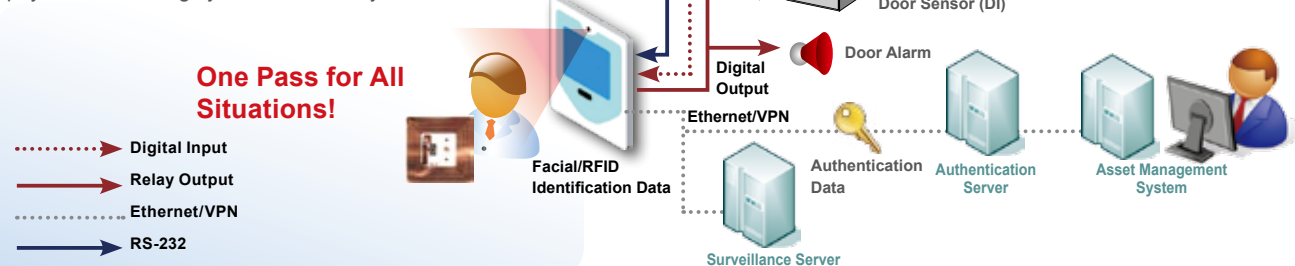 Door Sensor (DI)
One Pass for All
Situations!
Door Alarm
Digital
Output
Ethernet/VPN
Digital Input
Relay Output
Ethernet/VPN
RS-232
Facial/RFID
Identification Data
Authentication
Data
Authentication
Server
Asset Management
System
Surveillance Server